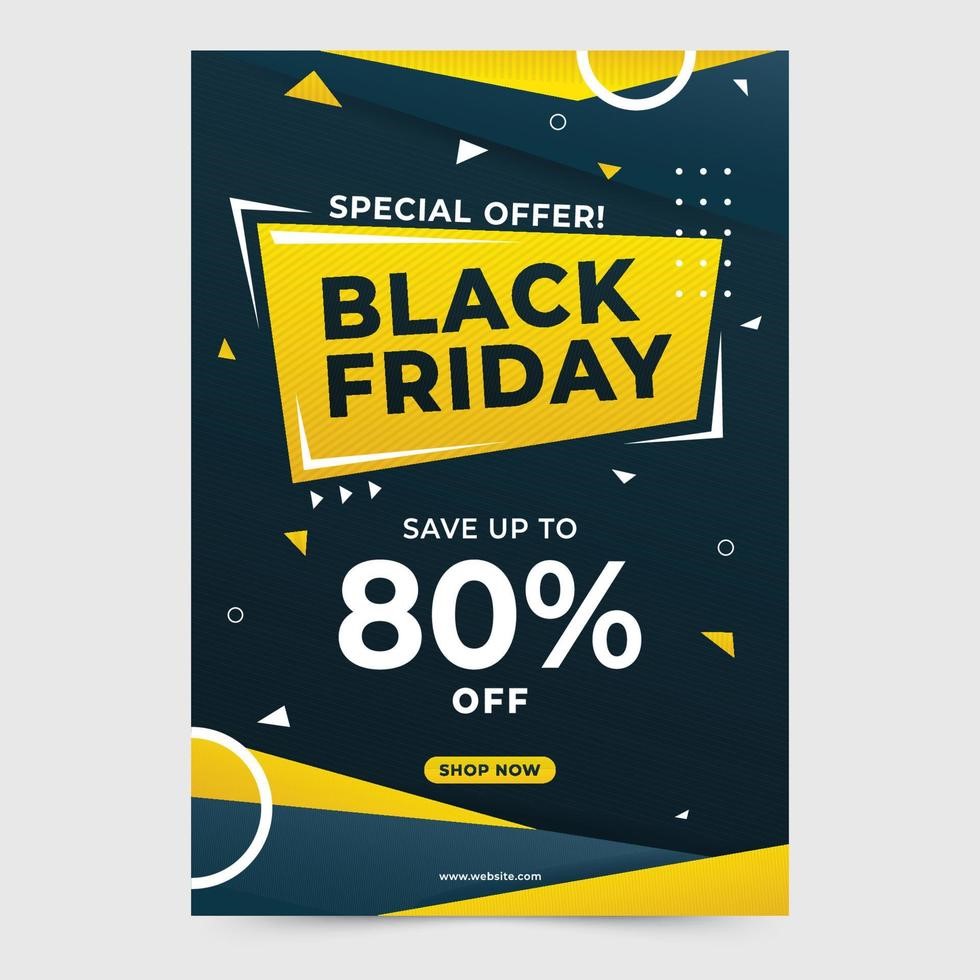 SPECIAL OFFER!
BLACK
FRIDAY
SAVE UP TO
80%
OFF
SHOP NOW
www.website.com